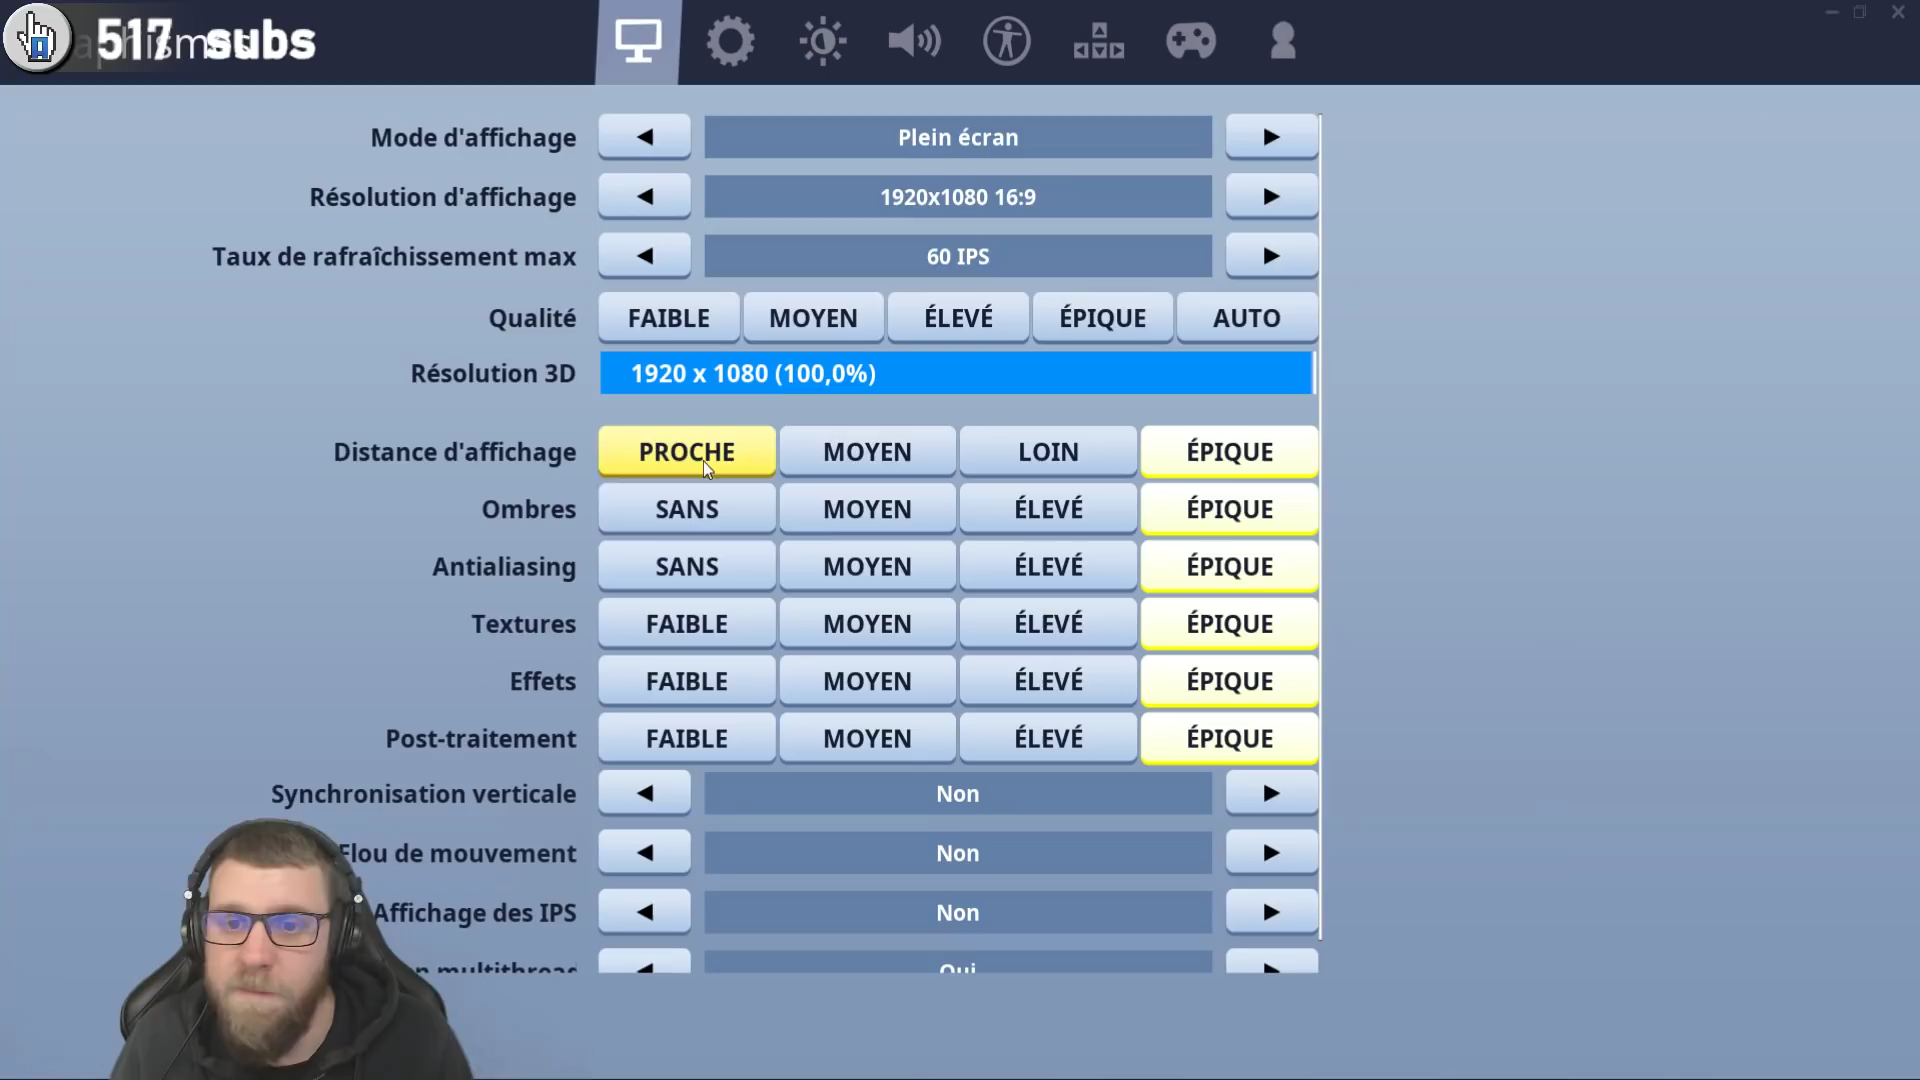 517 subs
Mode d'affichage Plein écran
Résolution d'affichage 1920x1080 16:9
Taux de rafraîchissement max 60 IPS
Qualité FAIBLE MOYEN ÉLEVÉ ÉPIQUE AUTO
Résolution 3D 1920 x 1080 (100,0%)
Distance d'affichage PROCHE MOYEN LOIN ÉPIQUE
Ombres SANS MOYEN ÉLEVÉ ÉPIQUE
Antialiasing SANS MOYEN ÉLEVÉ ÉPIQUE
Textures FAIBLE MOYEN ÉLEVÉ ÉPIQUE
Effets FAIBLE MOYEN ÉLEVÉ ÉPIQUE
Post-traitement FAIBLE MOYEN ÉLEVÉ ÉPIQUE
Synchronisation verticale Non
Flou de mouvement Non
Affichage des IPS Non
Oui